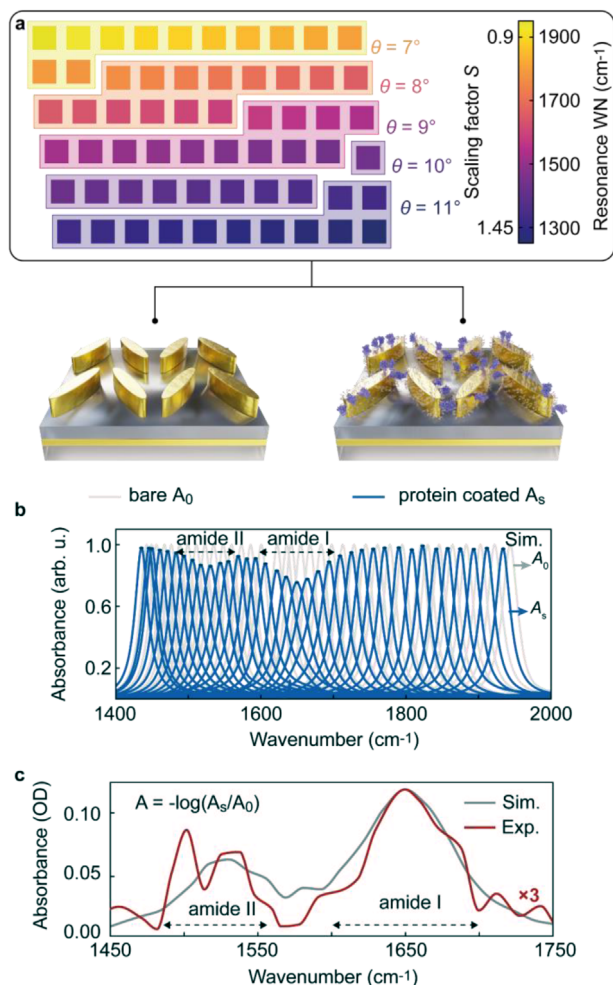 a
θ = 7°
θ = 8°
θ = 9°
θ = 10°
θ = 11°
0.9
1.45
Scaling factor S
1900
1700
1500
1300
Resonance WN (cm-1)
bare A0
protein coated As
b
Absorbance (arb. u.)
1.0
0.6
0.2
amide II
amide I
Sim.
A0
As
1400
1600
1800
2000
Wavenumber (cm-1)
c
Absorbance (OD)
0.10
0.05
0.00
A = -log(As/A0)
Sim.
Exp.
×3
amide II
amide I
1450
1550
1650
1750
Wavenumber (cm-1)